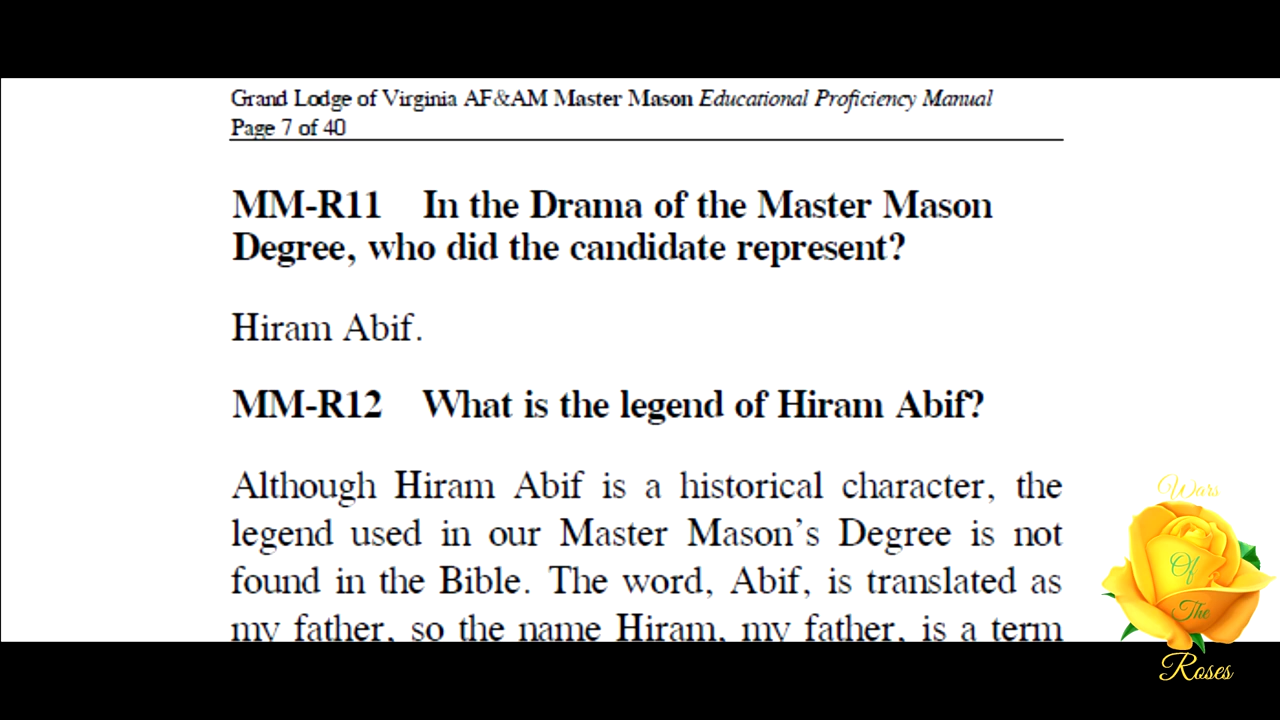 Grand Lodge of Virginia AF&AM Master Mason Educational Proficiency Manual
Page 7 of 40
MM-R11 In the Drama of the Master Mason
Degree, who did the candidate represent?
Hiram Abif.
MM-R12 What is the legend of Hiram Abif?
Although Hiram Abif is a historical character, the
legend used in our Master Mason's Degree is not
found in the Bible. The word, Abif, is translated as
my father, so the name Hiram, my father, is a term
Wars
Of
The
Roses